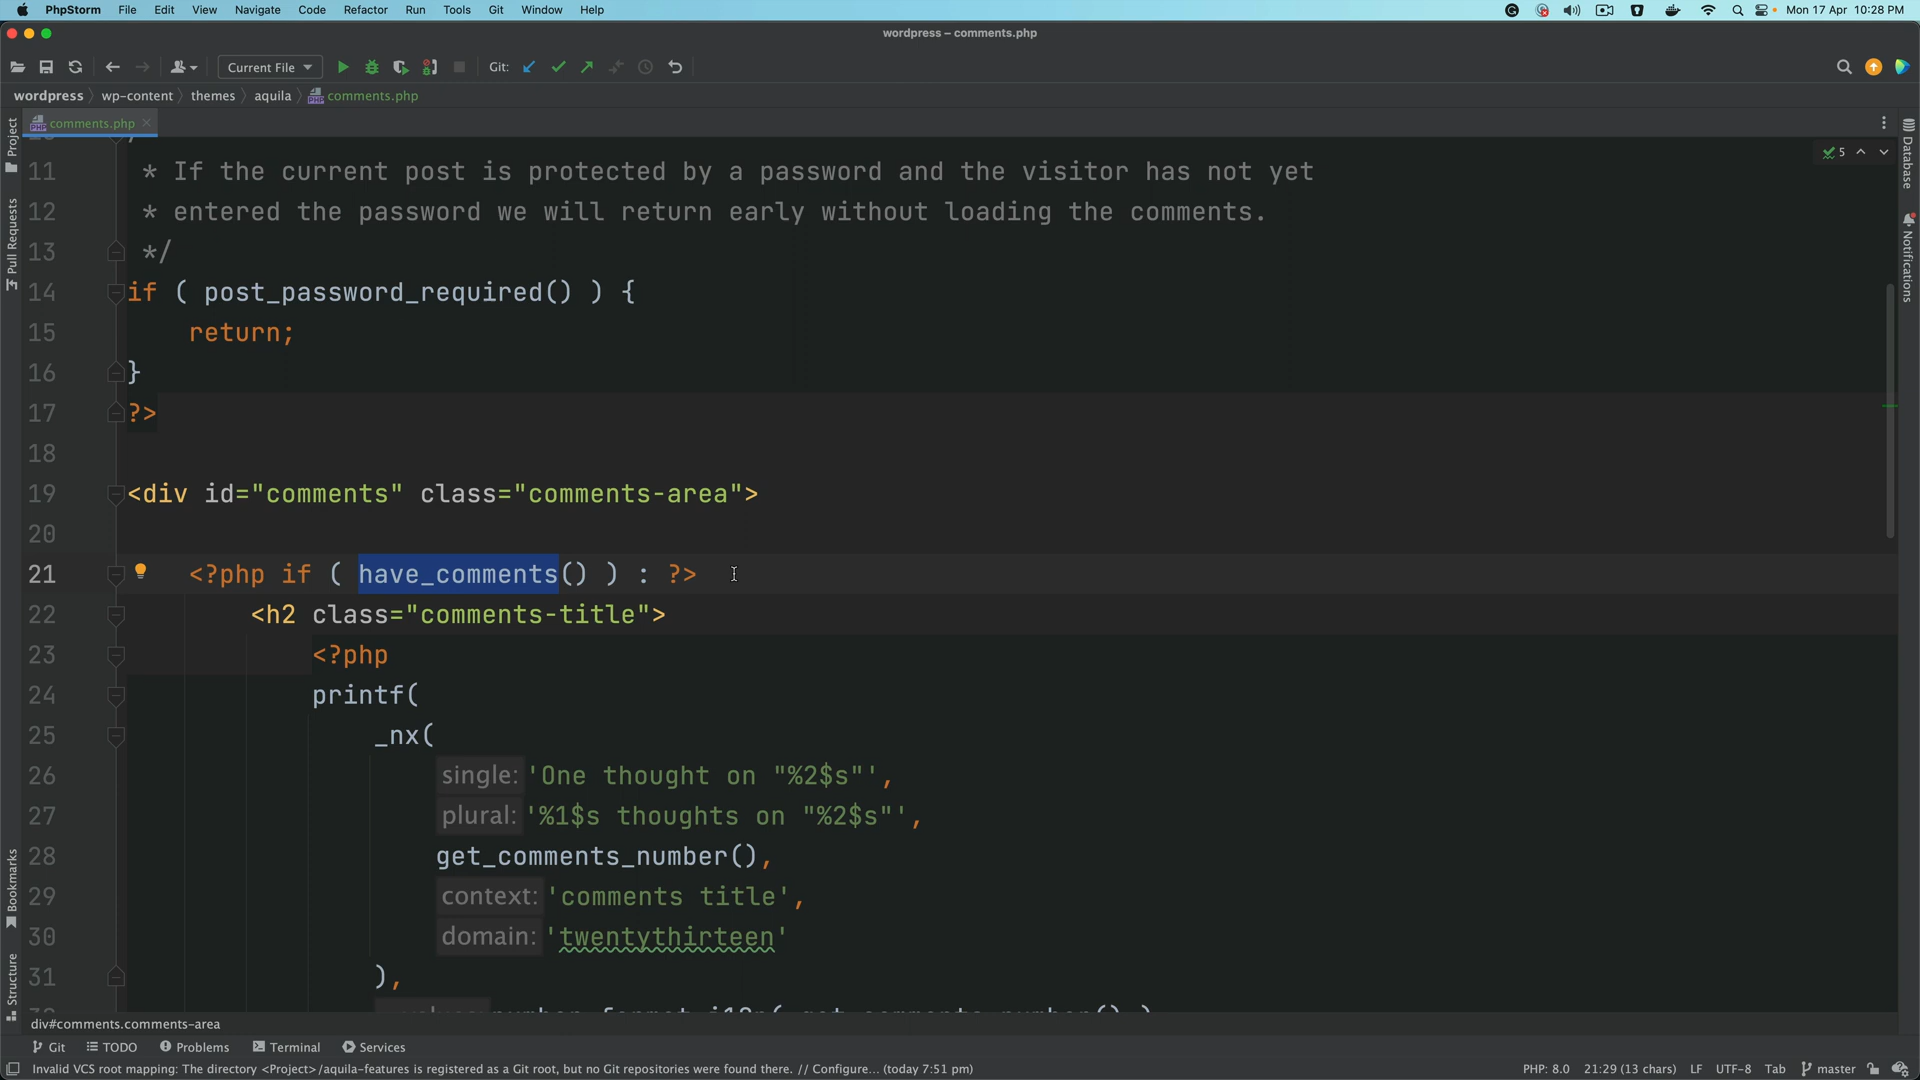 PhpStorm File Edit View Navigate Code Refactor Run Tools Git Window Help Mon 17 Apr 10:28 PM
wordpress – comments.php
Current File Git:
wordpress wp-content themes aquila comments.php
comments.php
Project
Pull Requests
Bookmarks
Structure
Database
Notifications
5
11 * If the current post is protected by a password and the visitor has not yet
12 * entered the password we will return early without loading the comments.
13 */
14 if ( post_password_required() ) {
15 return;
16 }
17 ?>
18
19 <div id="comments" class="comments-area">
20
21 <?php if ( have_comments() ) : ?>
22 <h2 class="comments-title">
23 <?php
24 printf(
25 _nx(
26 single: 'One thought on "%2$s"',
27 plural: '%1$s thoughts on "%2$s"',
28 get_comments_number(),
29 context: 'comments title',
30 domain: 'twentythirteen'
31 ),
div#comments.comments-area
Git TODO Problems Terminal Services
Invalid VCS root mapping: The directory <Project>/aquila-features is registered as a Git root, but no Git repositories were found there. // Configure... (today 7:51 pm) PHP: 8.0 21:29 (13 chars) LF UTF-8 Tab master